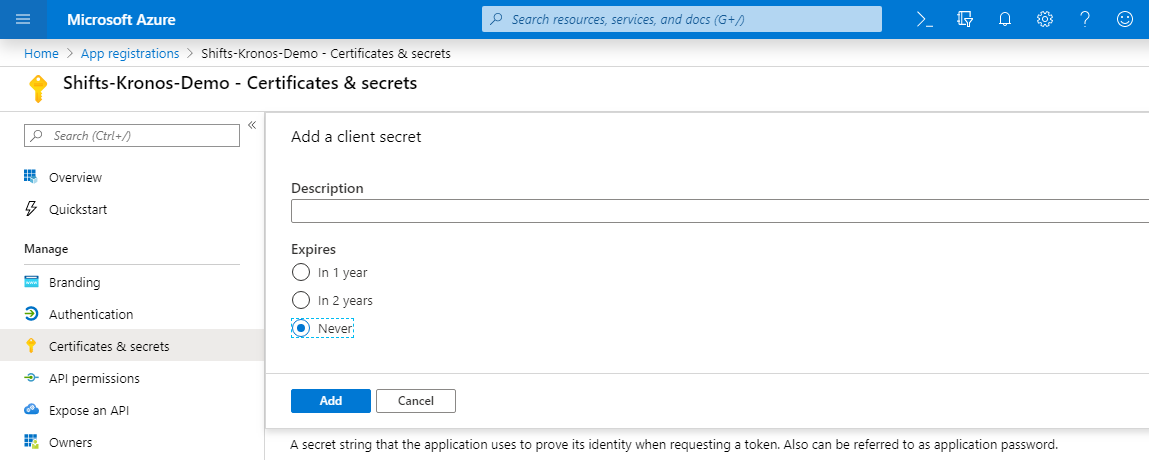 Microsoft Azure
Search resources, services, and docs (G+/)
Home > App registrations > Shifts-Kronos-Demo - Certificates & secrets
Shifts-Kronos-Demo - Certificates & secrets
Search (Ctrl+/)
«
Overview
Quickstart
Manage
Branding
Authentication
Certificates & secrets
API permissions
Expose an API
Owners
Add a client secret
Description
Expires
In 1 year
In 2 years
Never
Add
Cancel
A secret string that the application uses to prove its identity when requesting a token. Also can be referred to as application password.